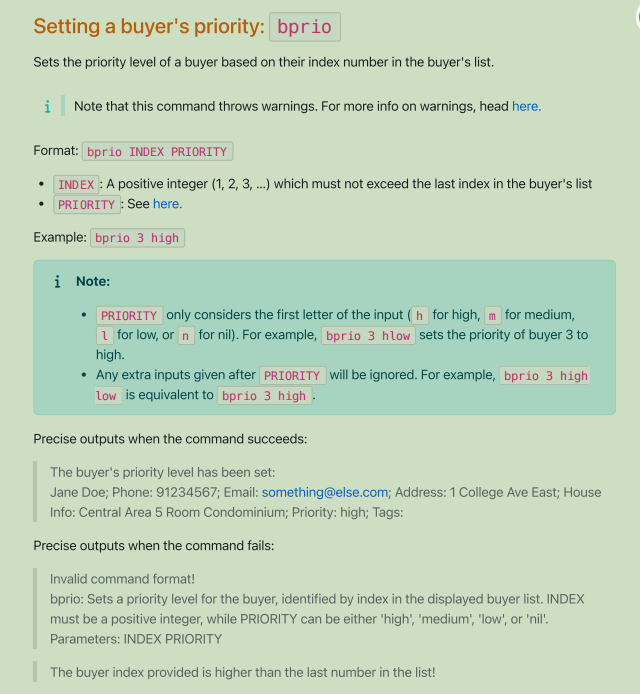 Setting a buyer's priority: bprio
Sets the priority level of a buyer based on their index number in the buyer's list.
Note that this command throws warnings. For more info on warnings, head here.
Format: bprio INDEX PRIORITY
• INDEX : A positive integer (1, 2, 3, …) which must not exceed the last index in the buyer's list
• PRIORITY : See here.
Example: bprio 3 high
Note:
• PRIORITY only considers the first letter of the input ( h for high, m for medium,
l for low, or n for nil). For example, bprio 3 hlow sets the priority of buyer 3 to
high.
• Any extra inputs given after PRIORITY will be ignored. For example, bprio 3 high
low is equivalent to bprio 3 high .
Precise outputs when the command succeeds:
The buyer's priority level has been set:
Jane Doe; Phone: 91234567; Email: something@else.com; Address: 1 College Ave East; House
Info: Central Area 5 Room Condominium; Priority: high; Tags:
Precise outputs when the command fails:
Invalid command format!
bprio: Sets a priority level for the buyer, identified by index in the displayed buyer list. INDEX
must be a positive integer, while PRIORITY can be either 'high', 'medium', 'low', or 'nil'.
Parameters: INDEX PRIORITY
The buyer index provided is higher than the last number in the list!